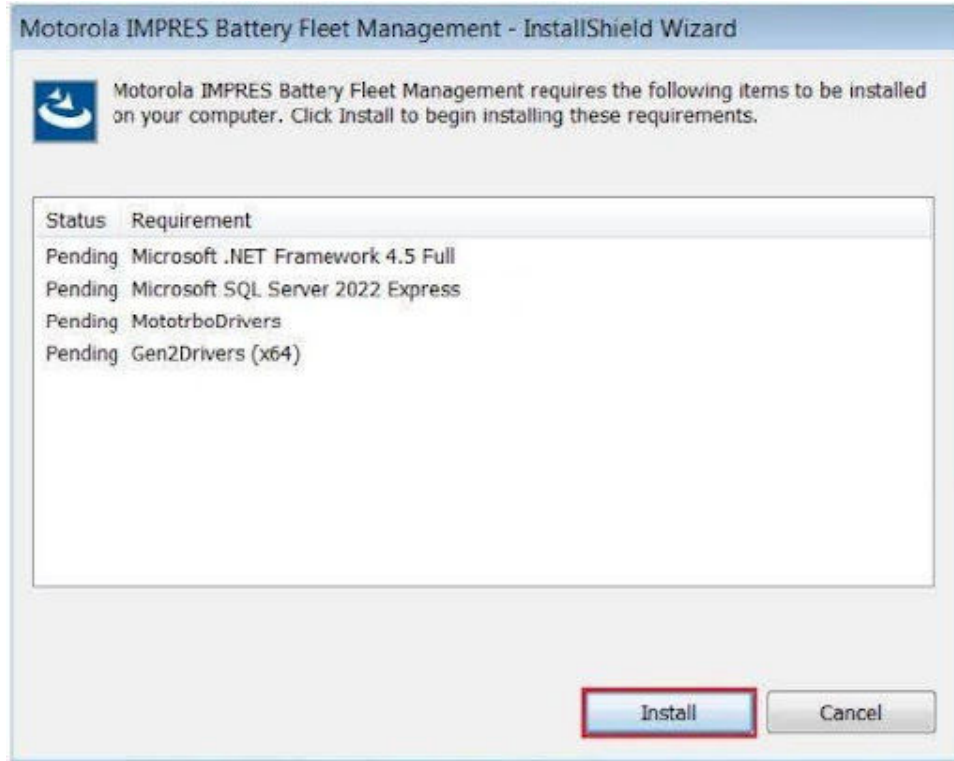 Motorola IMPRES Battery Fleet Management - InstallShield Wizard
Motorola IMPRES Battery Fleet Management requires the following items to be installed
on your computer. Click Install to begin installing these requirements.
Status Requirement
Pending Microsoft .NET Framework 4.5 Full
Pending Microsoft SQL Server 2022 Express
Pending MototrboDrivers
Pending Gen2Drivers (x64)
Install Cancel